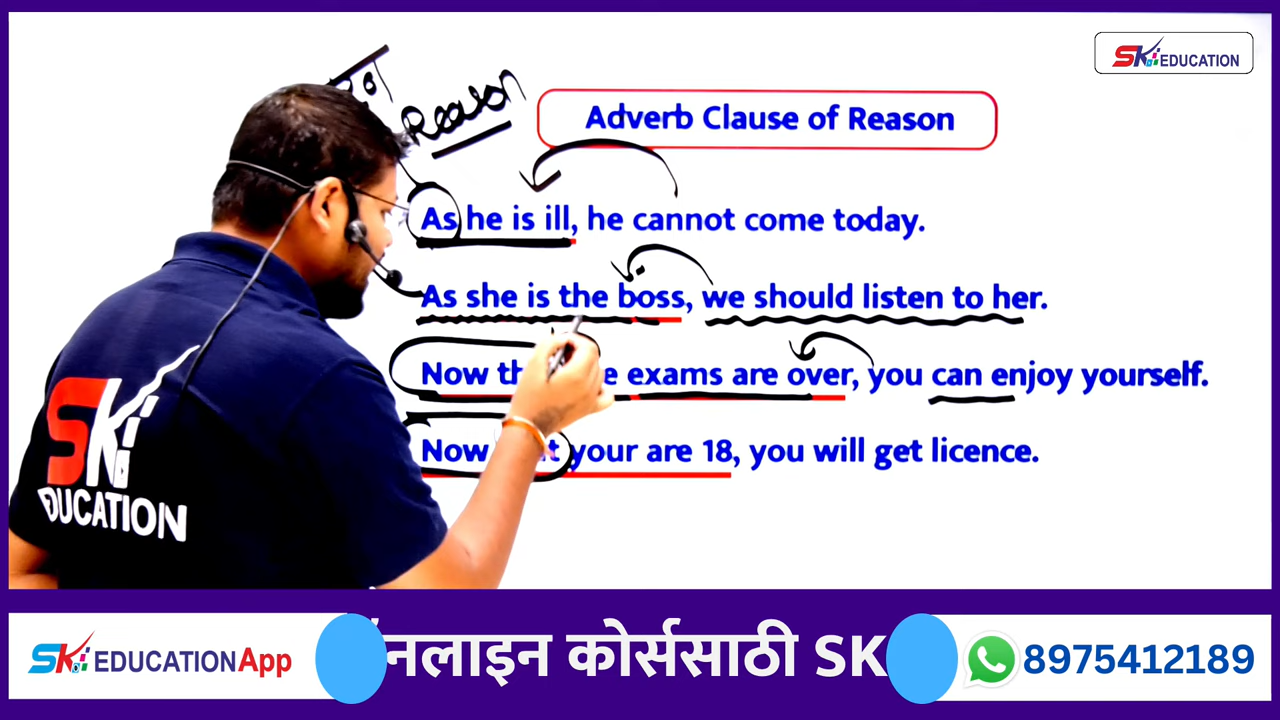 SK EDUCATION
Reason
Adverb Clause of Reason
As he is ill, he cannot come today.
As she is the boss, we should listen to her.
Now exams are over, you can enjoy yourself.
Now your are 18, you will get licence.
SK
EDUCATION
SK EDUCATION App
नलाइन कोर्ससाठी SK
8975412189